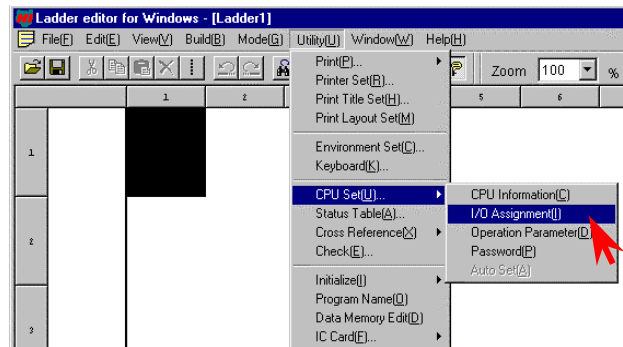 Ladder editor for Windows - [Ladder1]
File(F) Edit(E) View(V) Build(B) Mode(G) Utility(U) Window(W) Help(H)
Zoom 100 %
1 2 5 6
1
2
3
Print(P)...
Printer Set(R)...
Print Title Set(H)...
Print Layout Set(M)
Environment Set(C)...
Keyboard(K)...
CPU Set(U)...
Status Table(A)...
Cross Reference(X)
Check(E)...
Initialize(I)
Program Name(O)
Data Memory Edit(D)
IC Card(F)...
CPU Information(C)
I/O Assignment(I)
Operation Parameter(D)
Password(P)
Auto Set(A)